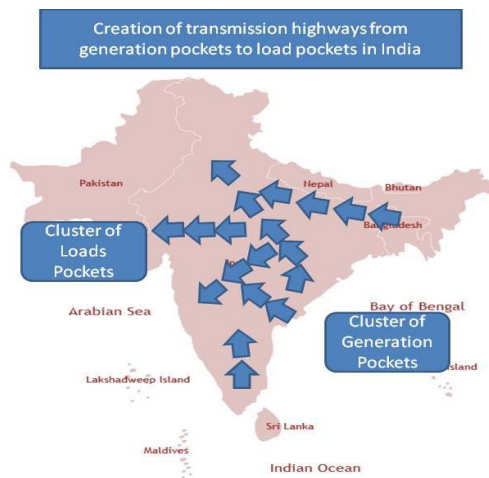 Creation of transmission highways from
generation pockets to load pockets in India
Pakistan
Nepal
Bhutan
Bangladesh
Cluster of
Loads
Pockets
Arabian Sea
Bay of Bengal
Cluster of
Generation
Pockets
Island
Lakshadweep Island
Sri Lanka
Maldives
Indian Ocean